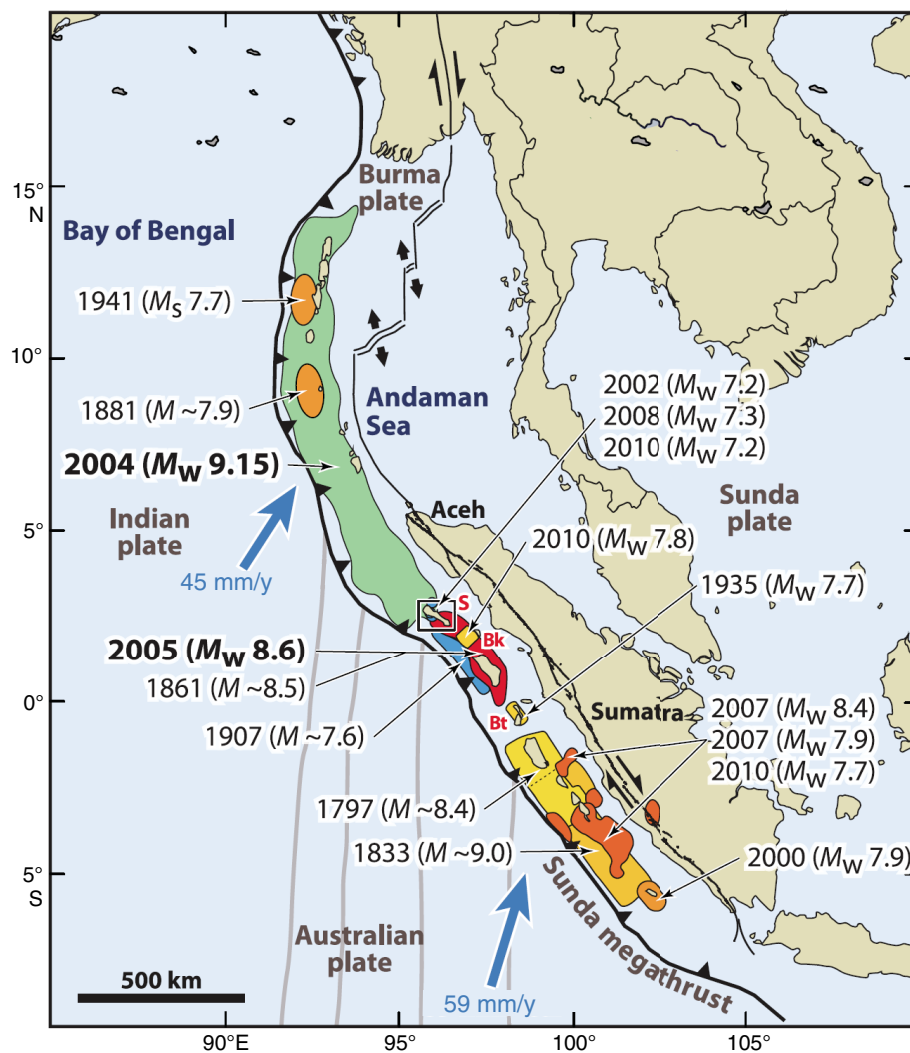 15°
N
10°
5°
0°
5°
S
90°E
95°
100°
105°
Burma
plate
Bay of Bengal
1941 (MS 7.7)
1881 (M ~7.9)
Andaman
Sea
2002 (MW 7.2)
2008 (MW 7.3)
2010 (MW 7.2)
2004 (MW 9.15)
Aceh
Sunda
plate
Indian
plate
45 mm/y
2010 (MW 7.8)
1935 (MW 7.7)
S
Bk
Bt
2005 (MW 8.6)
1861 (M ~8.5)
1907 (M ~7.6)
Sumatra
2007 (MW 8.4)
2007 (MW 7.9)
2010 (MW 7.7)
1797 (M ~8.4)
1833 (M ~9.0)
2000 (MW 7.9)
Sunda megathrust
Australian
plate
59 mm/y
500 km